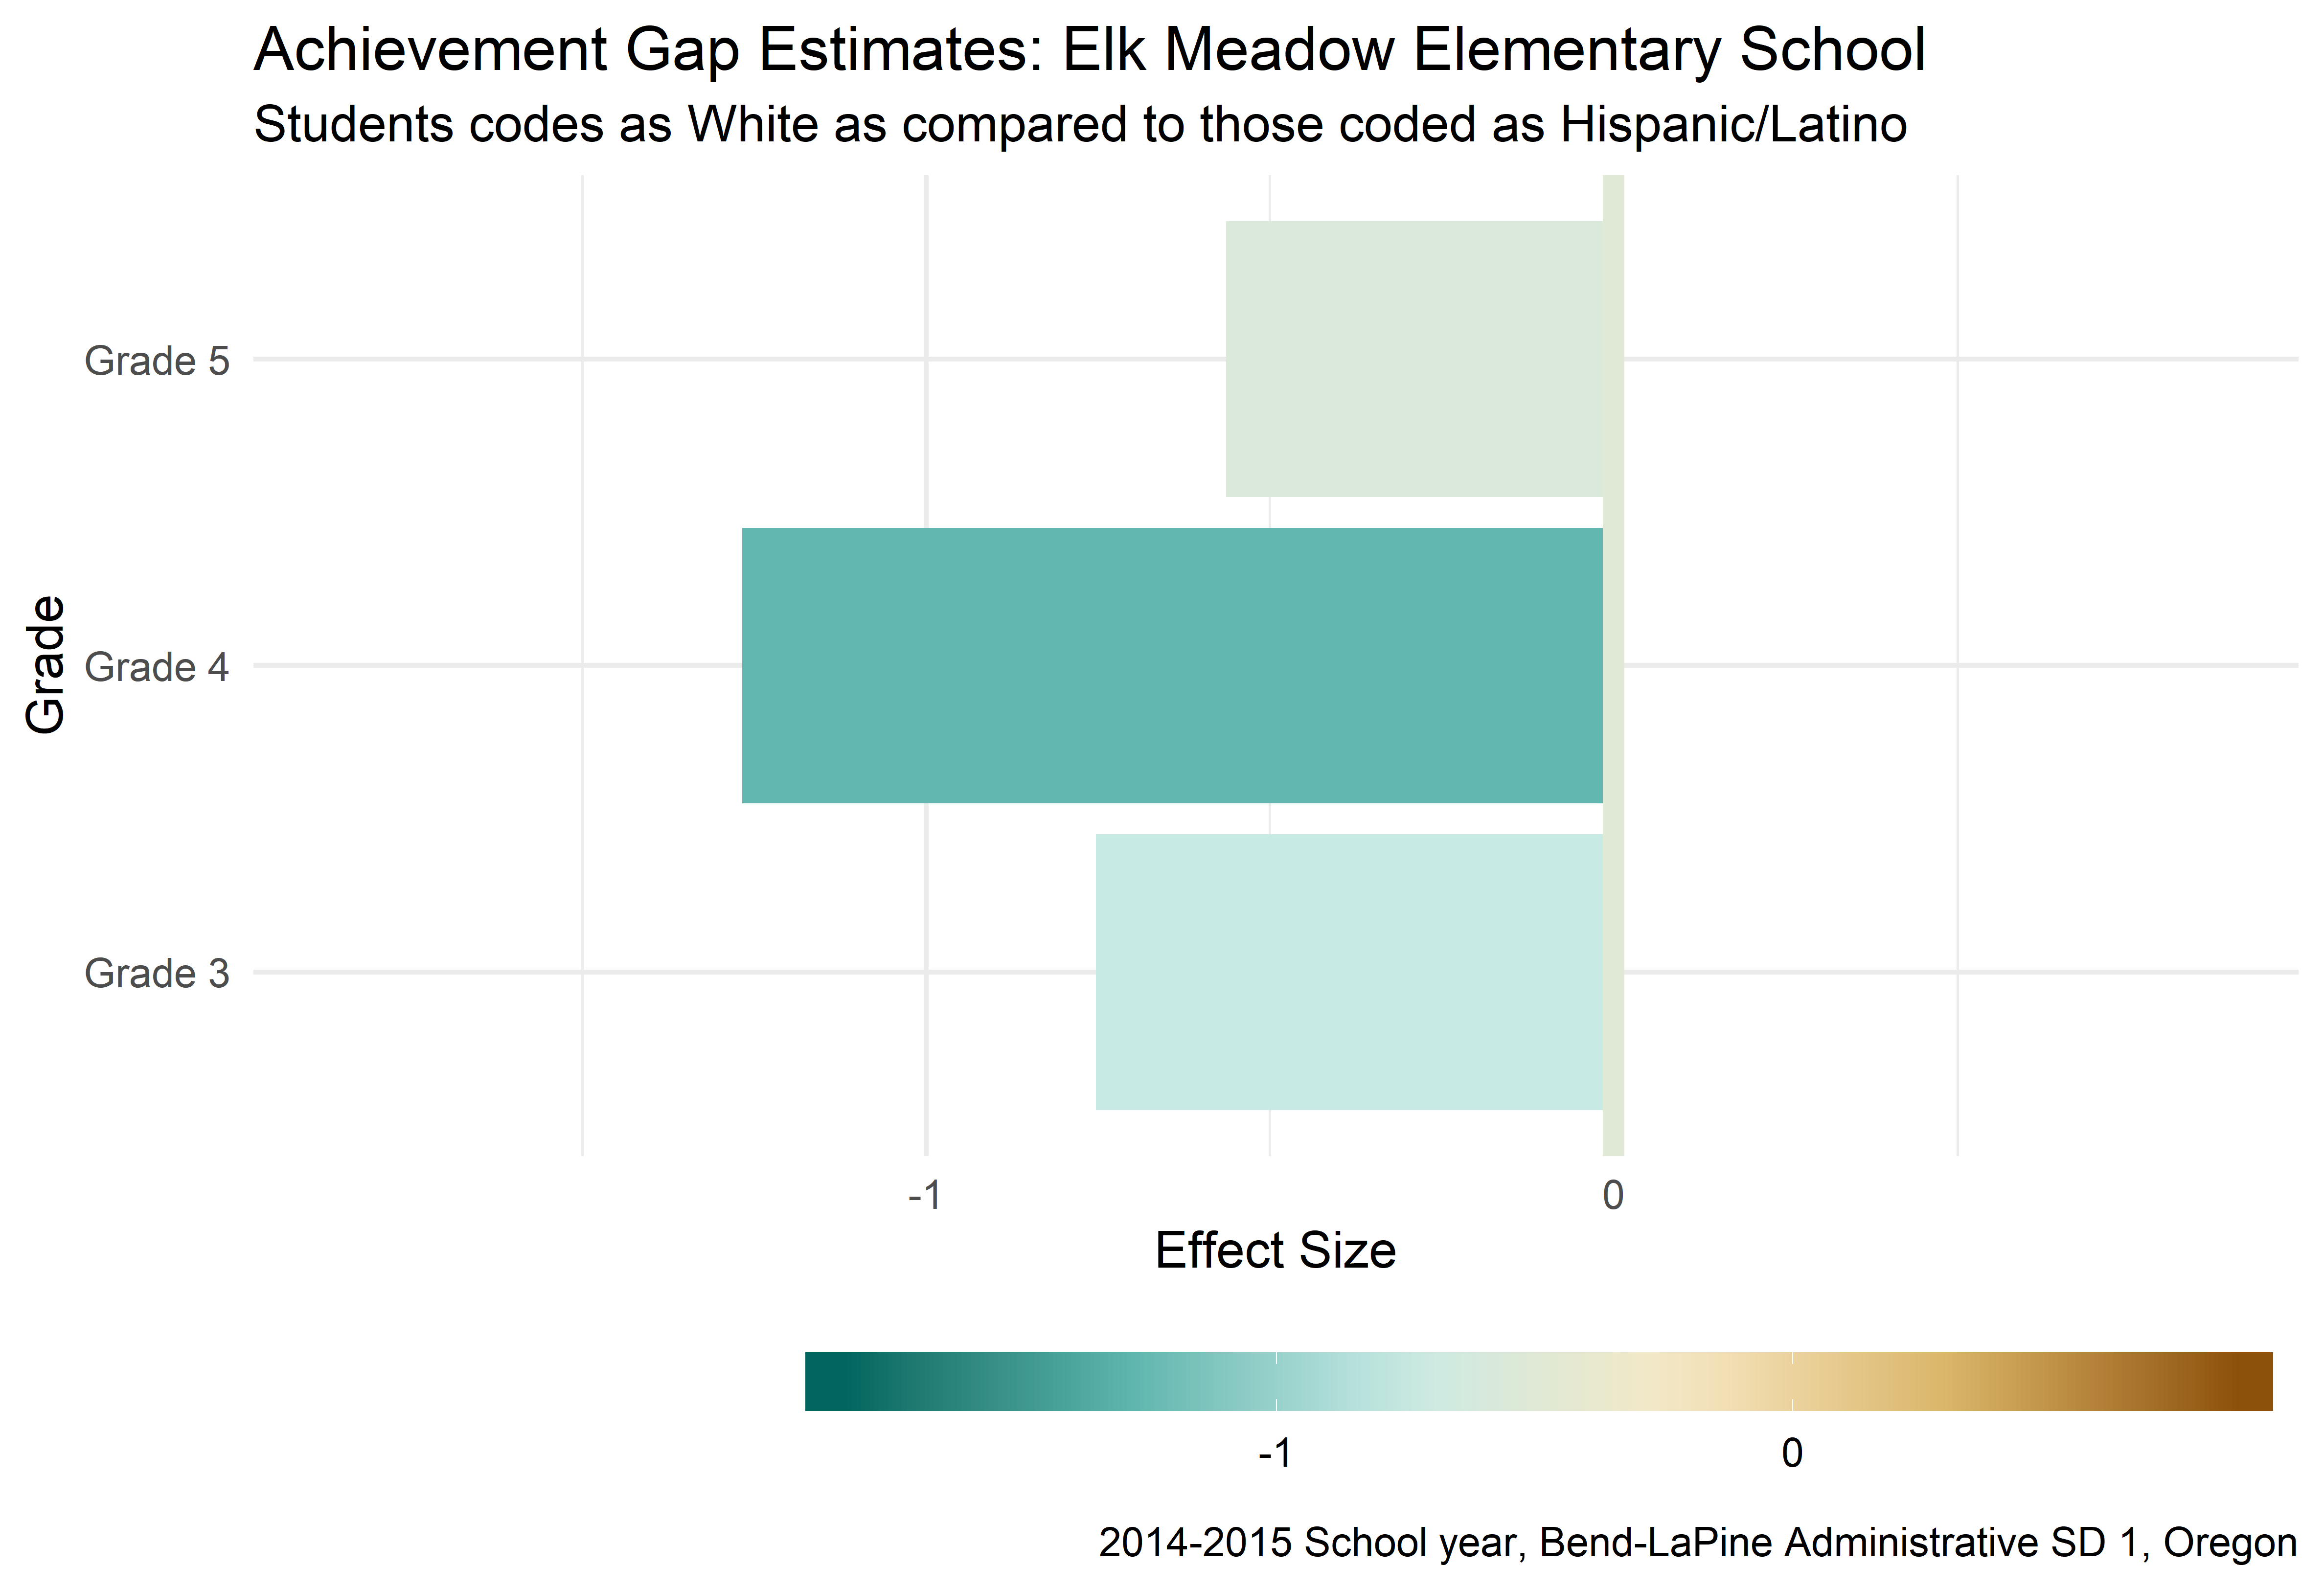 Achievement Gap Estimates: Elk Meadow Elementary School
Students codes as White as compared to those coded as Hispanic/Latino
Grade
Grade 5
Grade 4
Grade 3
-1 0
Effect Size
-1 0
2014-2015 School year, Bend-LaPine Administrative SD 1, Oregon